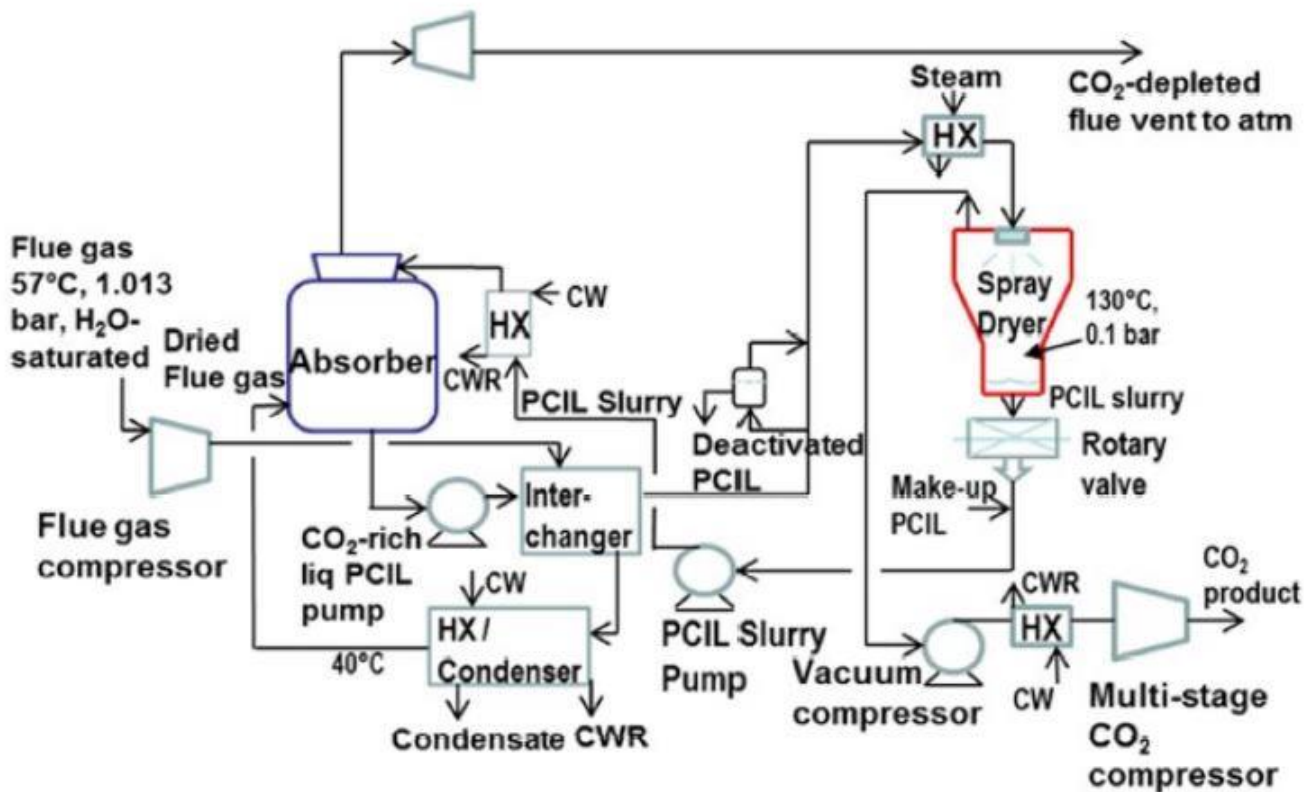 Steam
CO₂-depleted
flue vent to atm
HX
Flue gas
57°C, 1.013
bar, H₂O-
saturated
Dried
Flue gas
Absorber
HX
CW
CWR
PCIL Slurry
Spray
Dryer
130°C,
0.1 bar
PCIL slurry
Rotary
valve
Deactivated
PCIL
Make-up
PCIL
Flue gas
compressor
CO₂-rich
liq PCIL
pump
Inter-
changer
CW
HX /
Condenser
40°C
Condensate
CWR
PCIL Slurry
Pump
Vacuum
compressor
CWR
HX
CW
CO₂
product
Multi-stage
CO₂
compressor